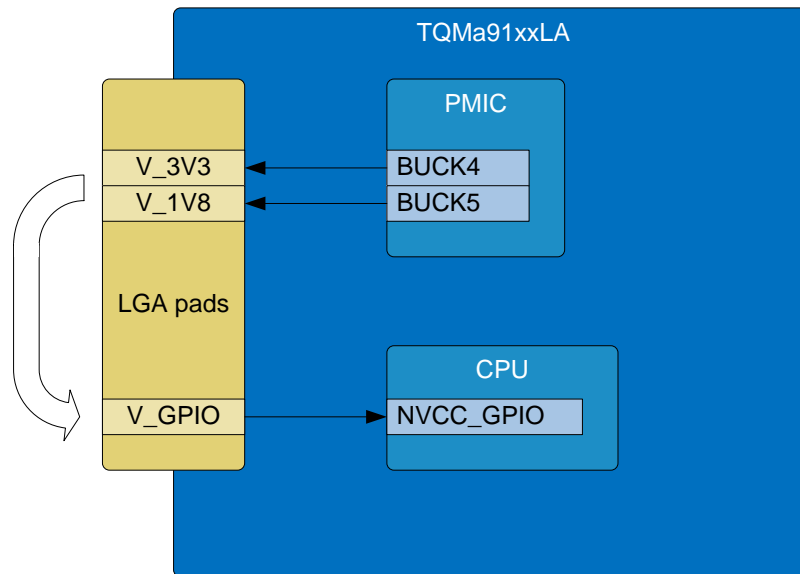 TQMa91xxLA
PMIC
V_3V3
BUCK4
V_1V8
BUCK5
LGA pads
CPU
V_GPIO
NVCC_GPIO